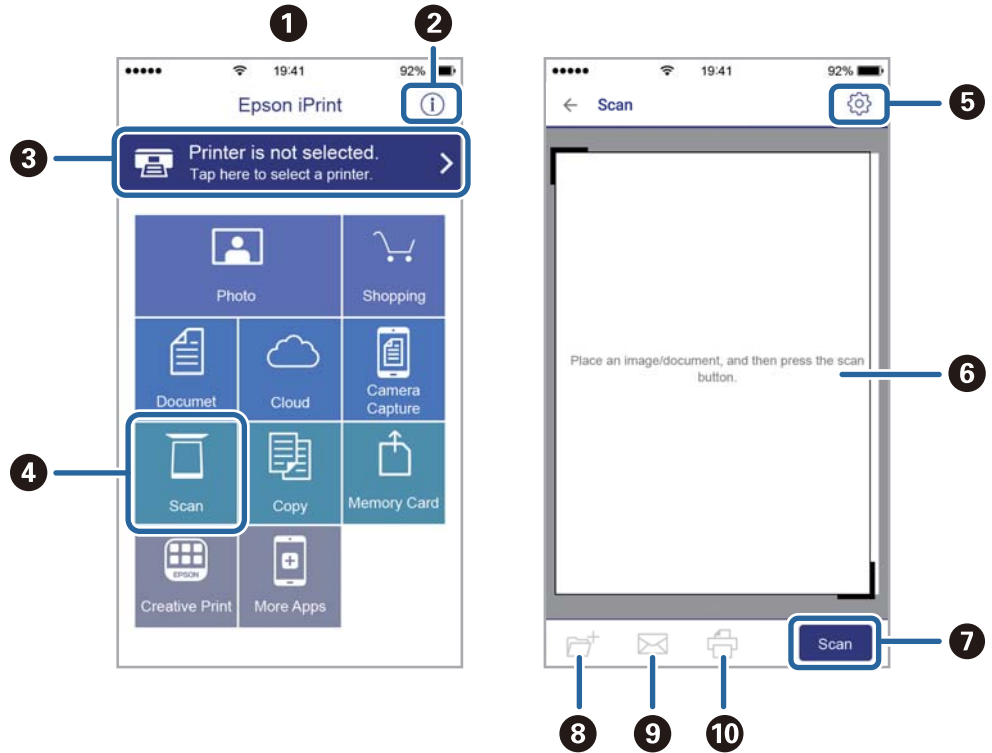 1
2
19:41
92%
Epson iPrint
i
3
Printer is not selected.
Tap here to select a printer.
Photo
Shopping
Documet
Cloud
Camera
Capture
4
Scan
Copy
Memory Card
EPSON
Creative Print
More Apps
19:41
92%
Scan
5
Place an image/document, and then press the scan
button.
6
Scan
7
8
9
10